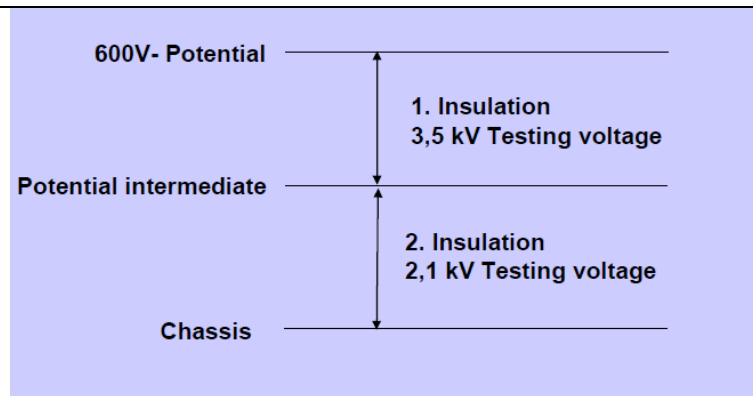 600V- Potential
1. Insulation
3,5 kV Testing voltage
Potential intermediate
2. Insulation
2,1 kV Testing voltage
Chassis